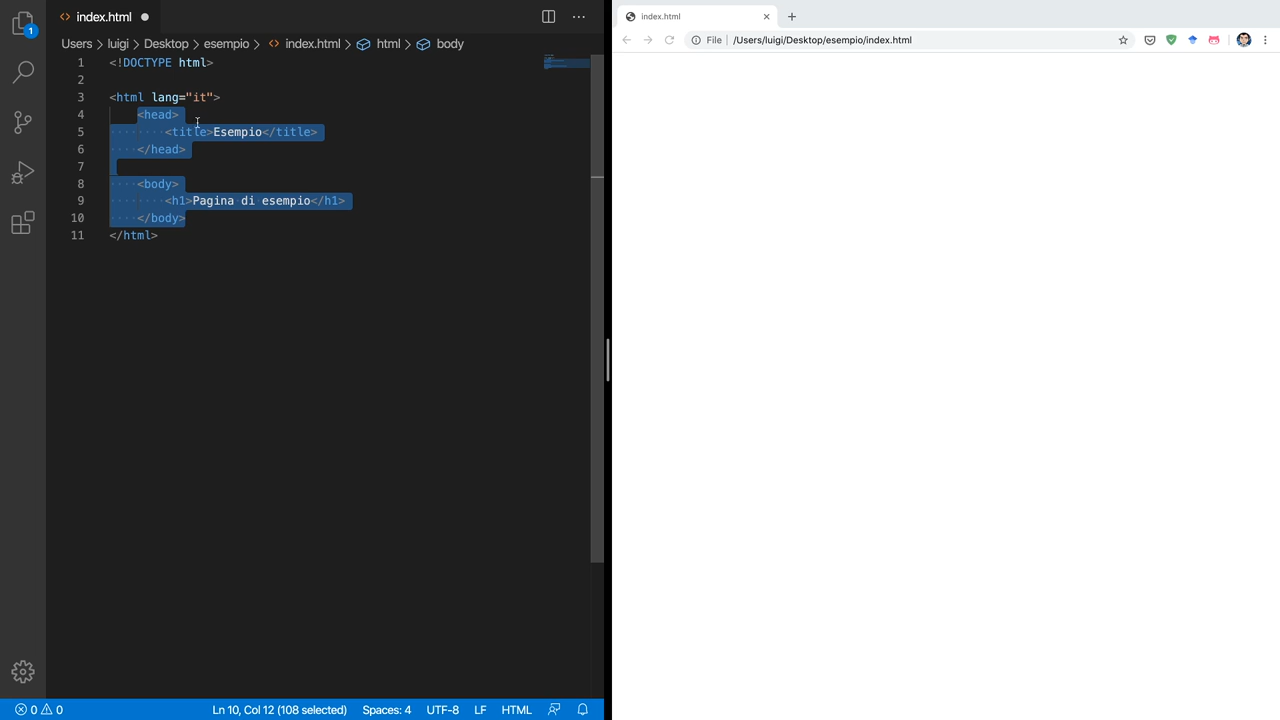 1
index.html
Users
luigi
Desktop
esempio
index.html
html
body
1 <!DOCTYPE html>
2
3 <html lang="it">
4     <head>
5         <title>Esempio</title>
6     </head>
7
8     <body>
9         <h1>Pagina di esempio</h1>
10     </body>
11 </html>
0
0
Ln 10, Col 12 (108 selected)
Spaces: 4
UTF-8
LF
HTML
index.html
File
/Users/luigi/Desktop/esempio/index.html